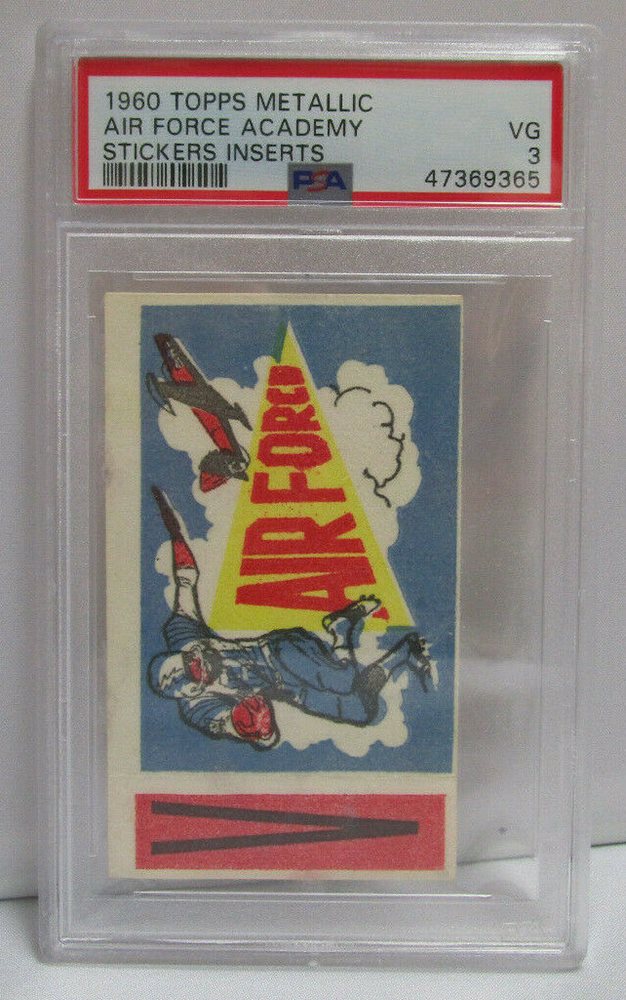 1960 TOPPS METALLIC
AIR FORCE ACADEMY VG
STICKERS INSERTS 3
PSA 47369365
AIR FORCE
V